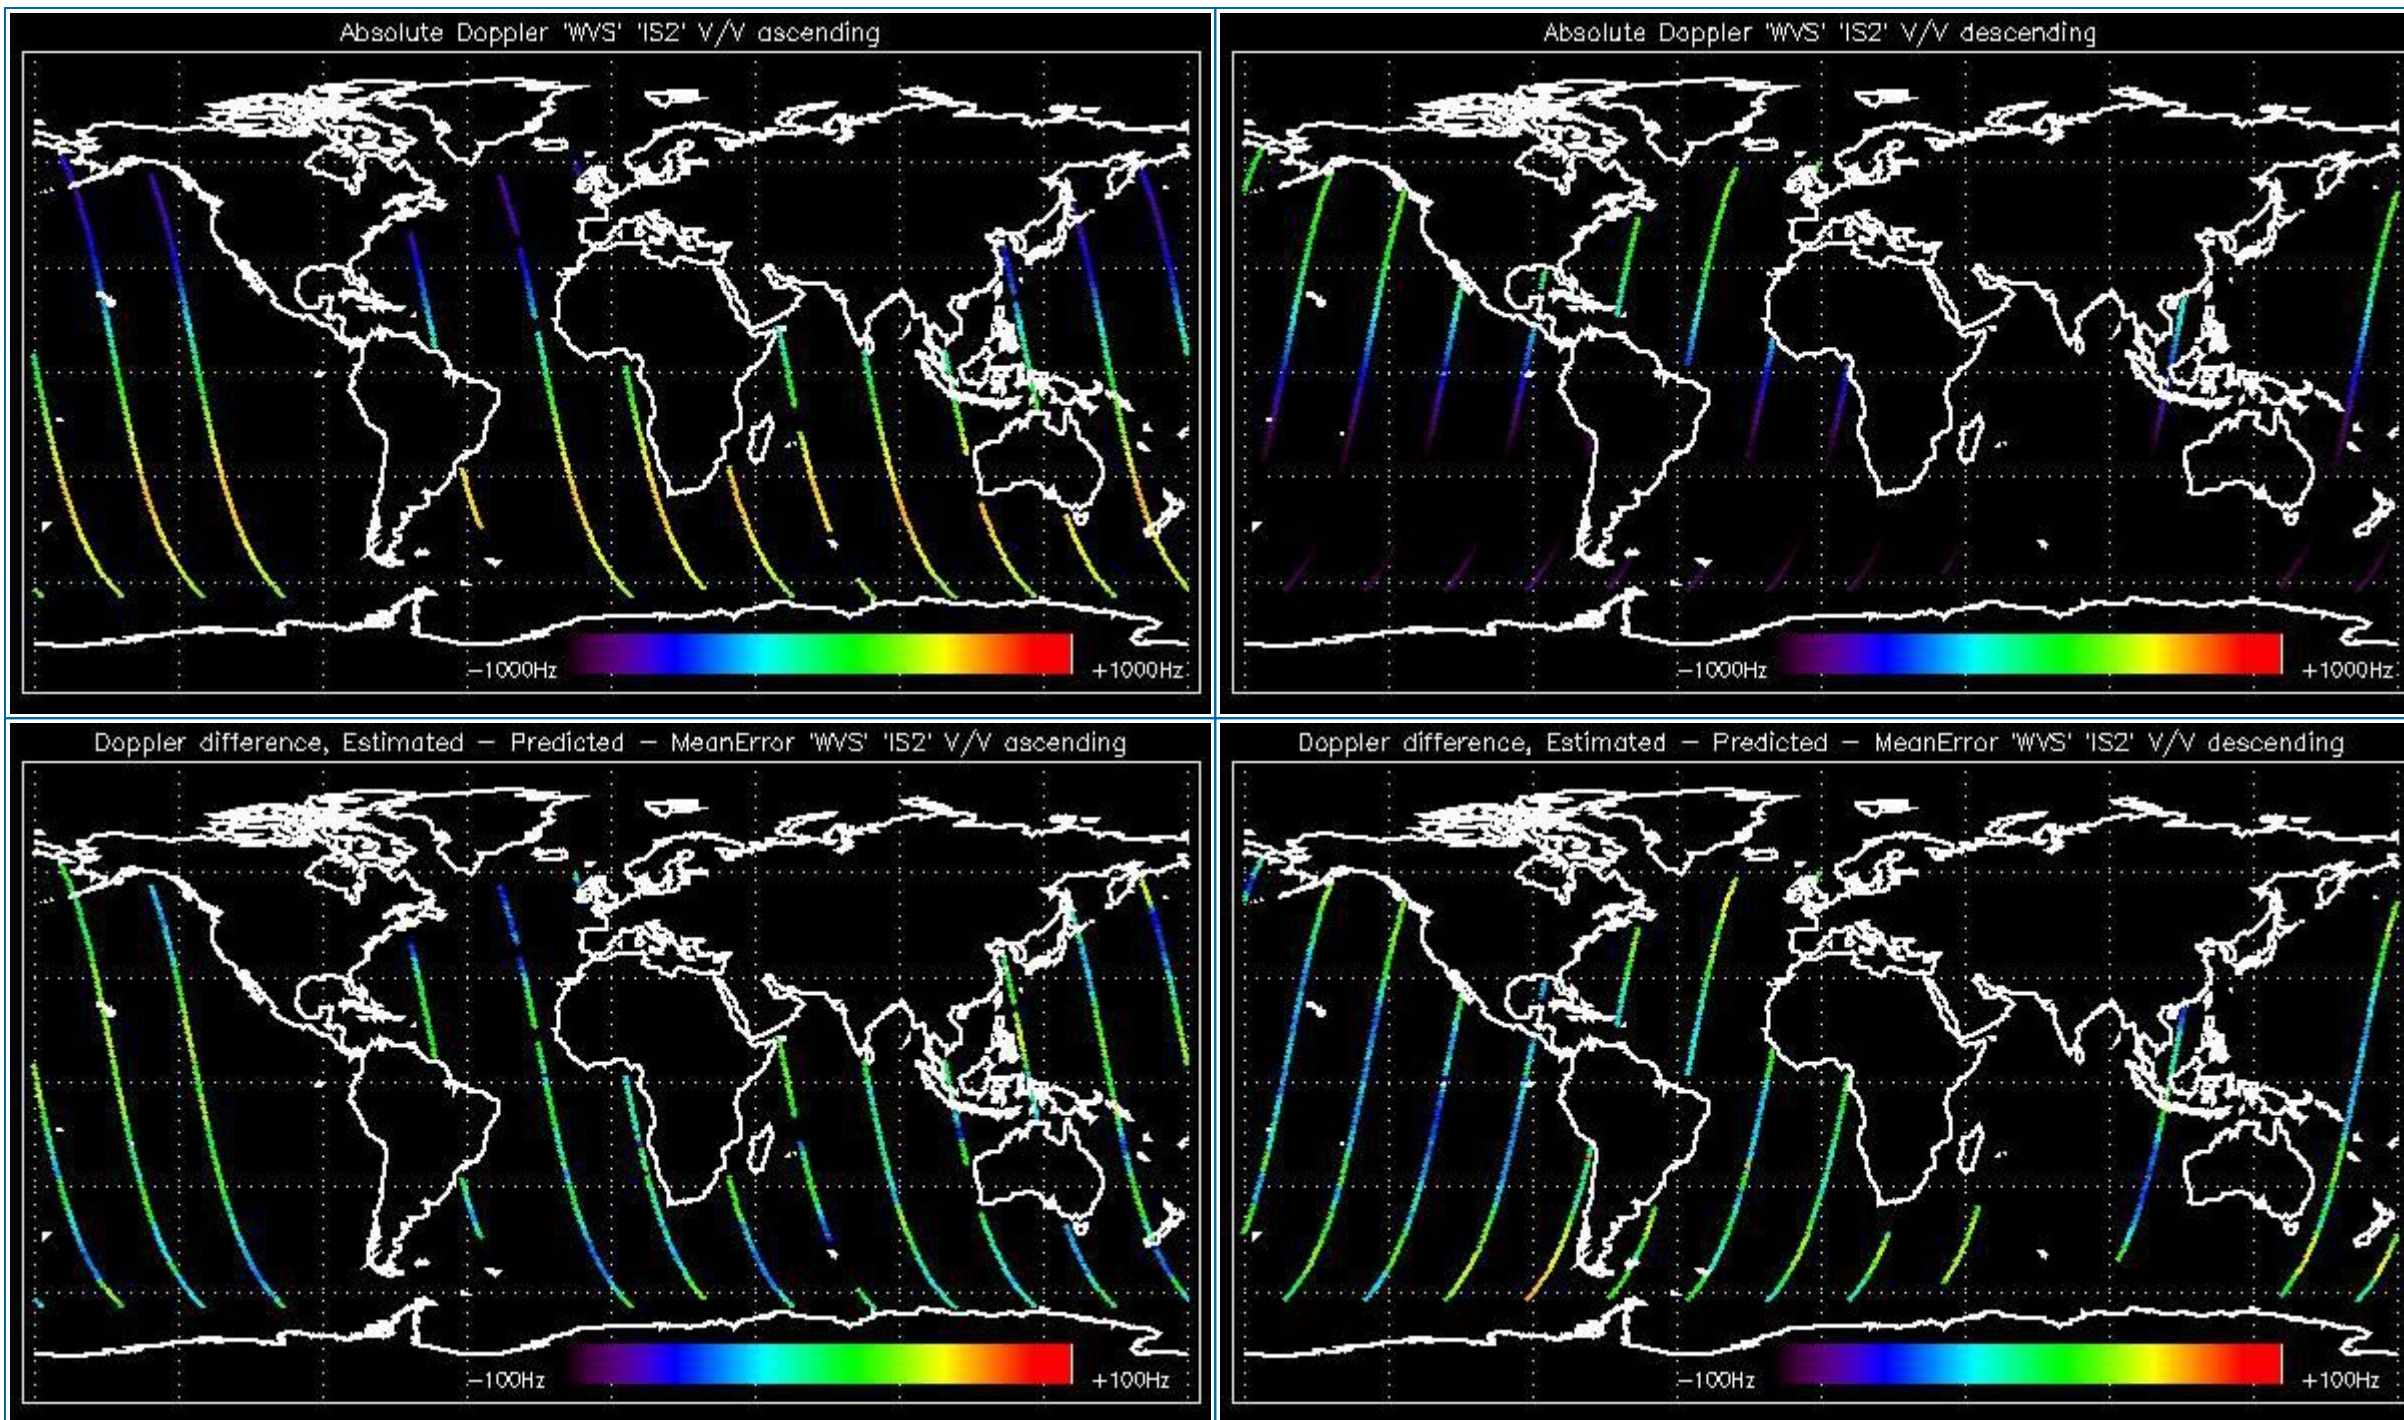 Absolute Doppler 'WVS' 'IS2' V/V ascending
-1000Hz +1000Hz
Absolute Doppler 'WVS' 'IS2' V/V descending
-1000Hz +1000Hz
Doppler difference, Estimated - Predicted - MeanError 'WVS' 'IS2' V/V ascending
-100Hz +100Hz
Doppler difference, Estimated - Predicted - MeanError 'WVS' 'IS2' V/V descending
-100Hz +100Hz